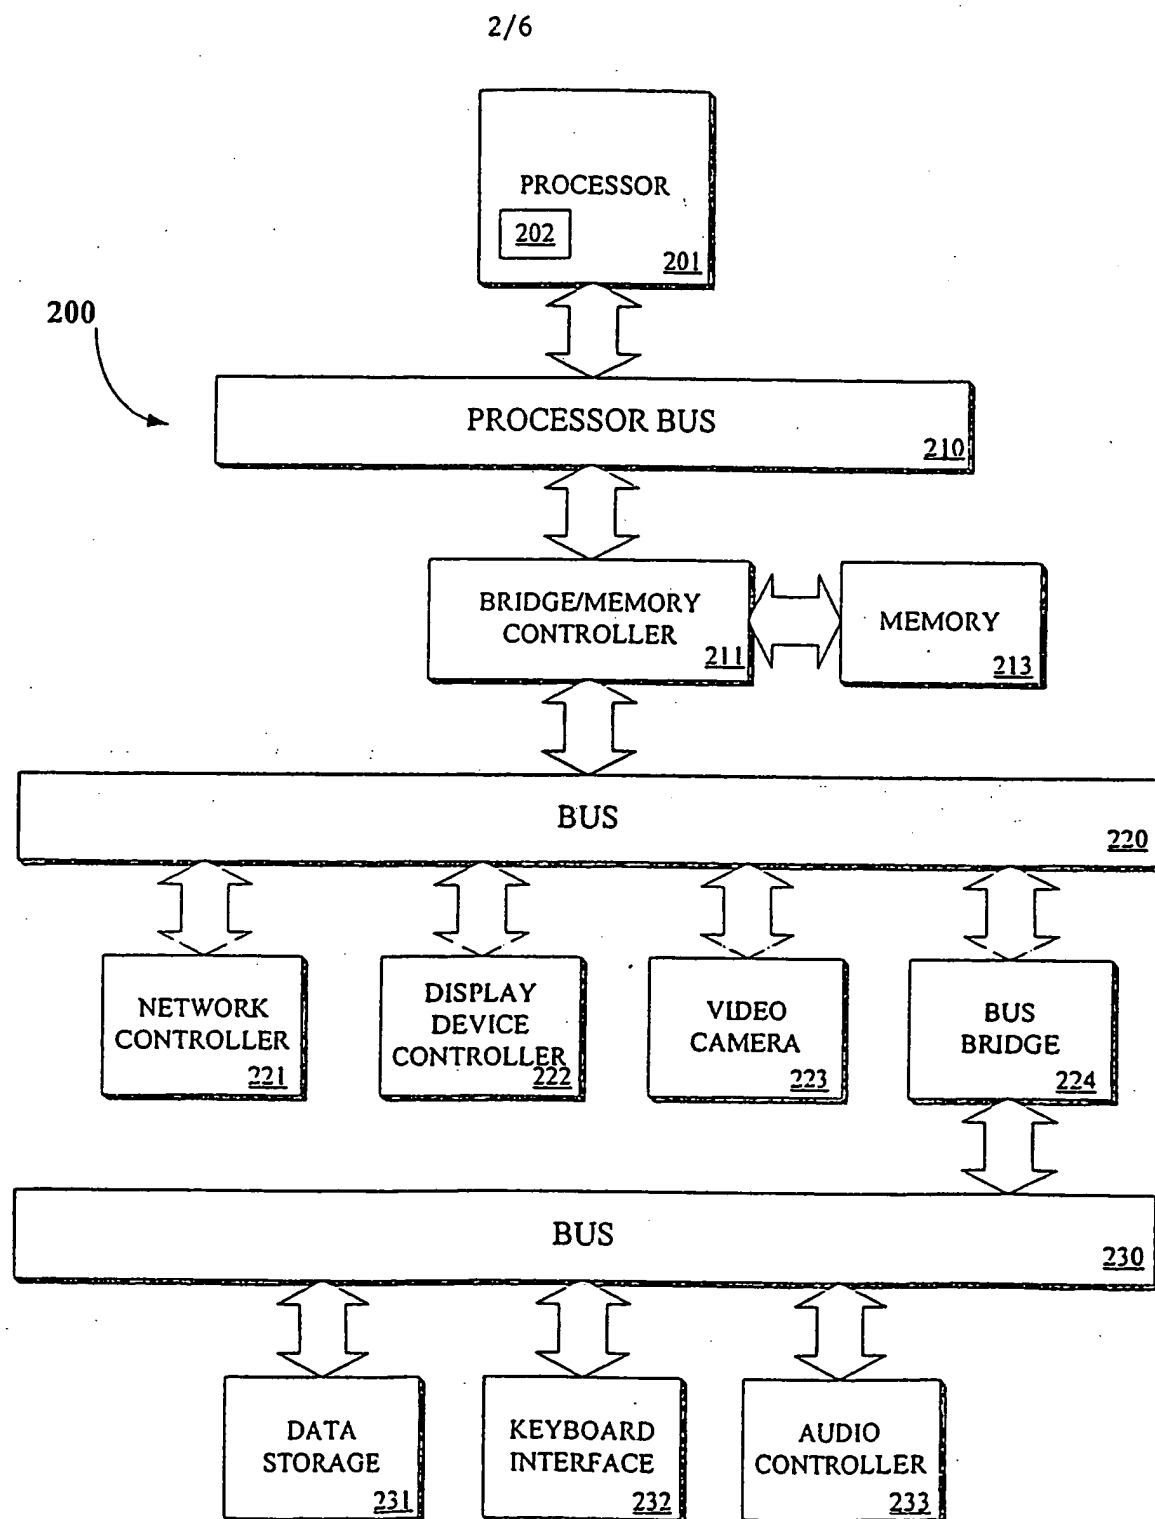 2/6
PROCESSOR
202
201
200
PROCESSOR BUS
210
BRIDGE/MEMORY
CONTROLLER
211
MEMORY
213
BUS
220
NETWORK
CONTROLLER
221
DISPLAY
DEVICE
CONTROLLER
222
VIDEO
CAMERA
223
BUS
BRIDGE
224
BUS
230
DATA
STORAGE
231
KEYBOARD
INTERFACE
232
AUDIO
CONTROLLER
233